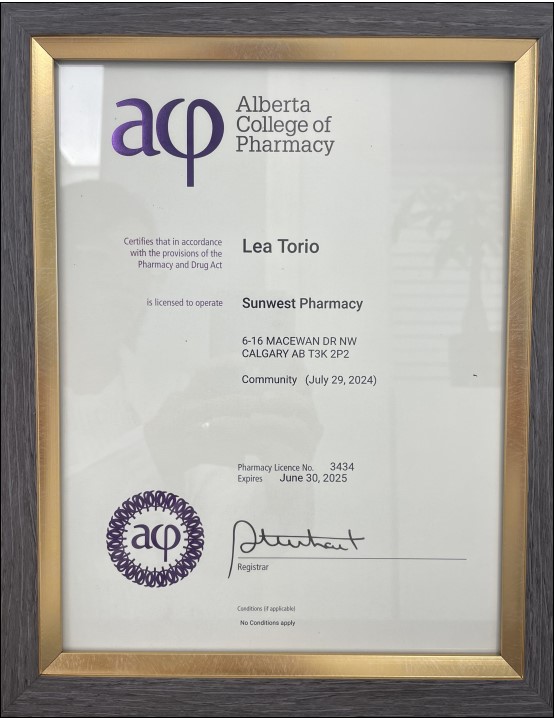 acp
Alberta
College of
Pharmacy
Certifies that in accordance
with the provisions of the
Pharmacy and Drug Act
Lea Torio
is licensed to operate
Sunwest Pharmacy
6-16 MACEWAN DR NW
CALGARY AB T3K 2P2
Community (July 29, 2024)
Pharmacy Licence No. 3434
Expires June 30, 2025
acp
Registrar
Conditions (if applicable)
No Conditions apply